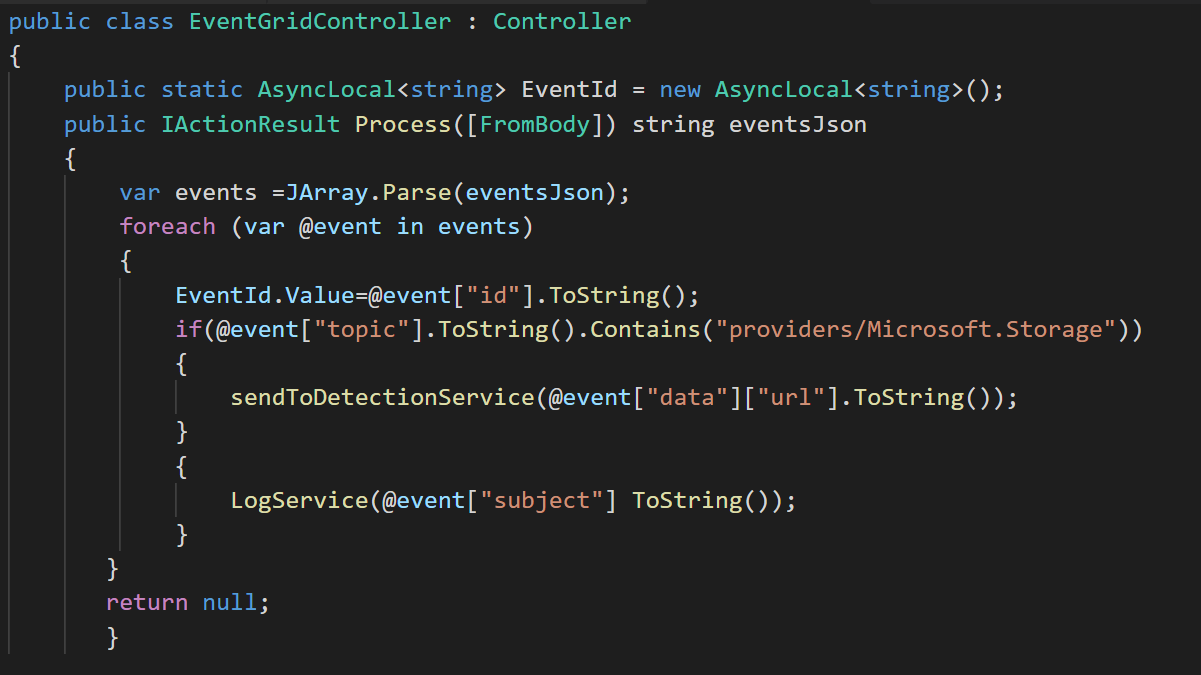 public class EventGridController : Controller
{
public static AsyncLocal<string> EventId = new AsyncLocal<string>();
public IActionResult Process([FromBody]) string eventsJson
{
var events =JArray.Parse(eventsJson);
foreach (var @event in events)
{
EventId.Value=@event["id"].ToString();
if(@event["topic"].ToString().Contains("providers/Microsoft.Storage"))
{
sendToDetectionService(@event["data"]["url"].ToString());
}
{
LogService(@event["subject"] ToString());
}
}
return null;
}